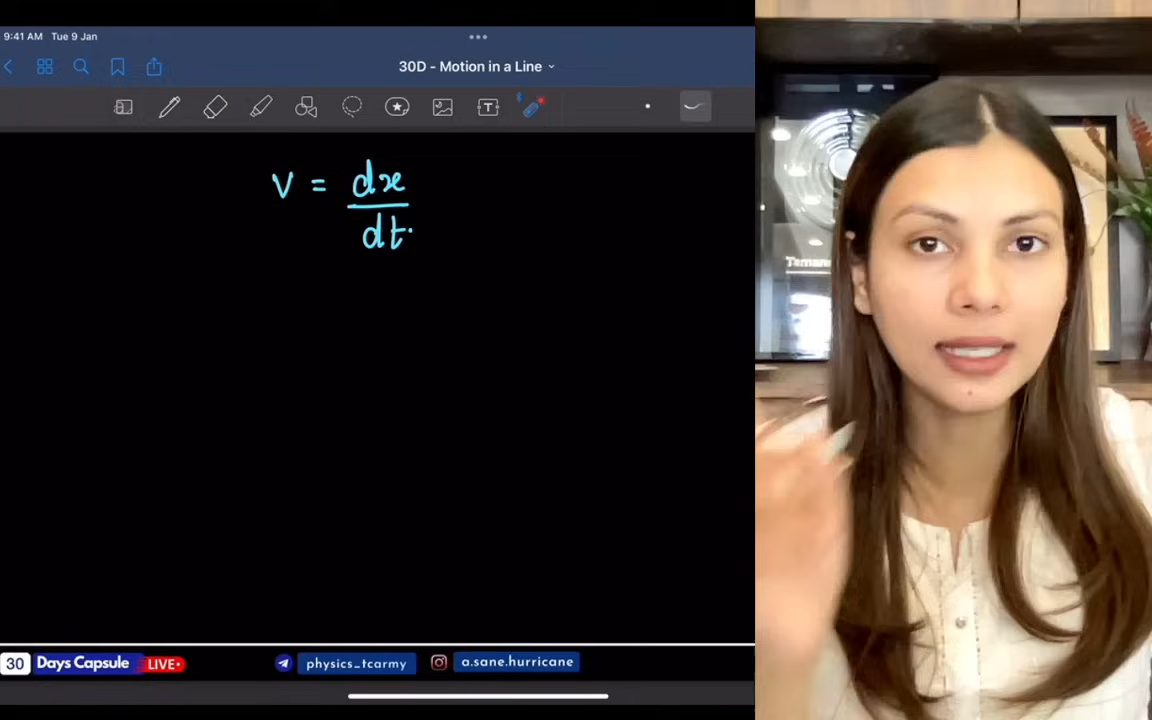 9:41 AM Tue 9 Jan
30D - Motion in a Line
T
v = dx
dt
30 Days Capsule LIVE
physics_tcarmy
a.sane.hurricane